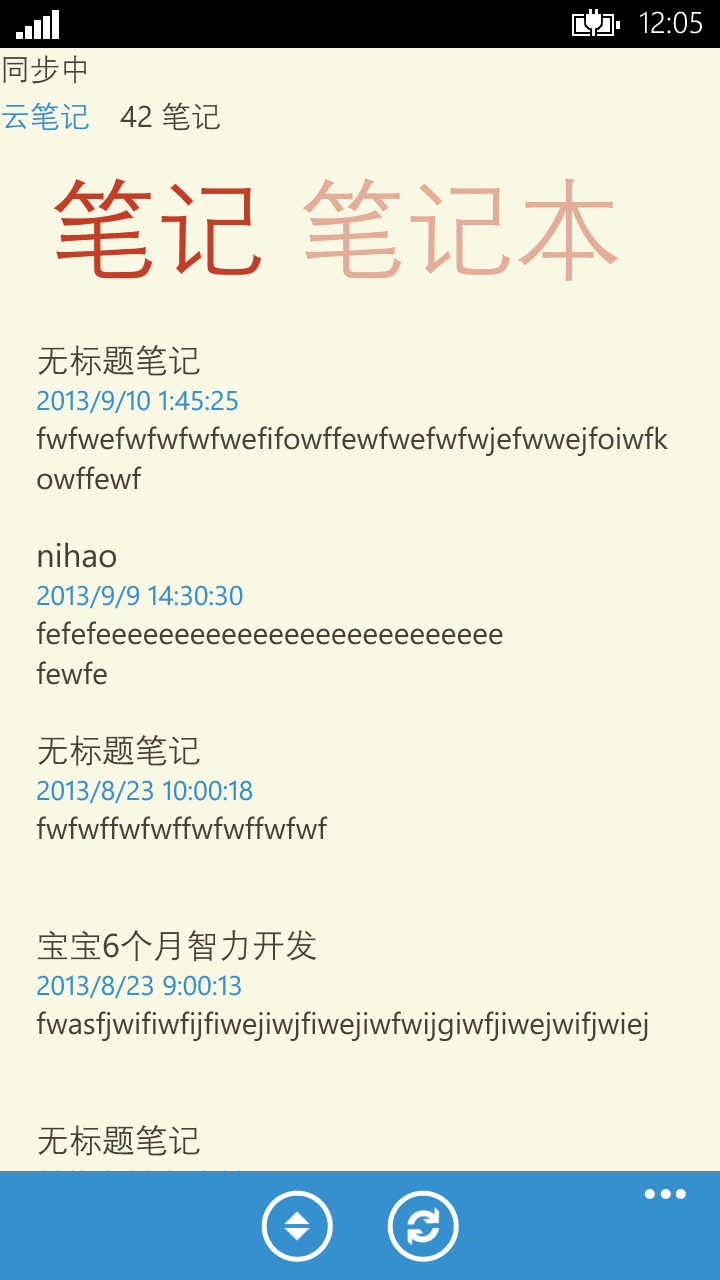 12:05
同步中
云笔记 42 笔记
笔记 笔记本
无标题笔记
2013/9/10 1:45:25
fwfwefwfwfwfwefifowffewfwefwfwjefwwejfoiwfk
owffewf
nihao
2013/9/9 14:30:30
fefefeeeeeeeeeeeeeeeeeeeeeeeeee
fewfe
无标题笔记
2013/8/23 10:00:18
fwfwffwfwffwfwffwfwf
宝宝6个月智力开发
2013/8/23 9:00:13
fwasfjwifiwfijfiwejiwjfiwejiwfwijgiwfjiwejwifjwiej
无标题笔记